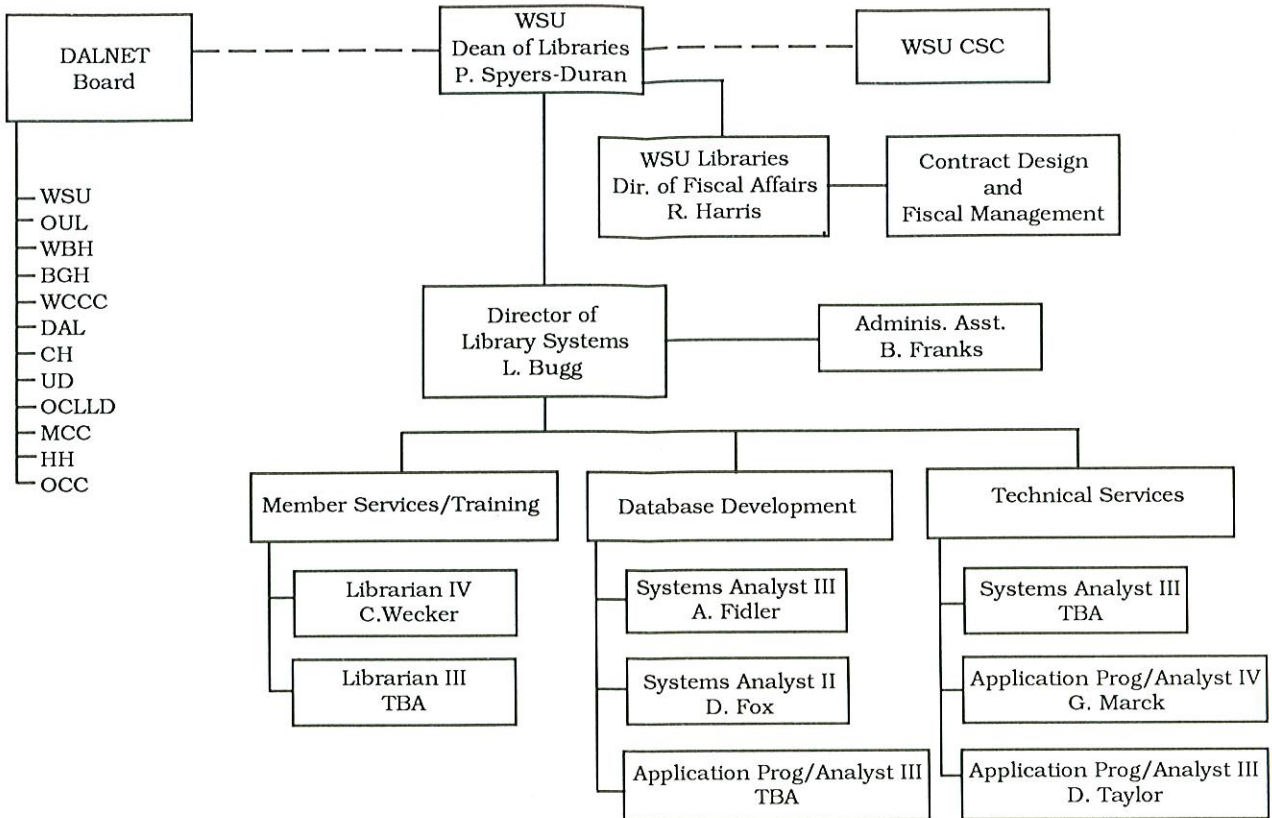 DALNET
Board
WSU
Dean of Libraries
P. Spyers-Duran
WSU CSC
WSU Libraries
Dir. of Fiscal Affairs
R. Harris
Contract Design
and
Fiscal Management
WSU
OUL
WBH
BGH
WCCC
DAL
CH
UD
OCLLD
MCC
HH
OCC
Director of
Library Systems
L. Bugg
Adminis. Asst.
B. Franks
Member Services/Training
Librarian IV
C.Wecker
Librarian III
TBA
Database Development
Systems Analyst III
A. Fidler
Systems Analyst II
D. Fox
Application Prog/Analyst III
TBA
Technical Services
Systems Analyst III
TBA
Application Prog/Analyst IV
G. Marck
Application Prog/Analyst III
D. Taylor